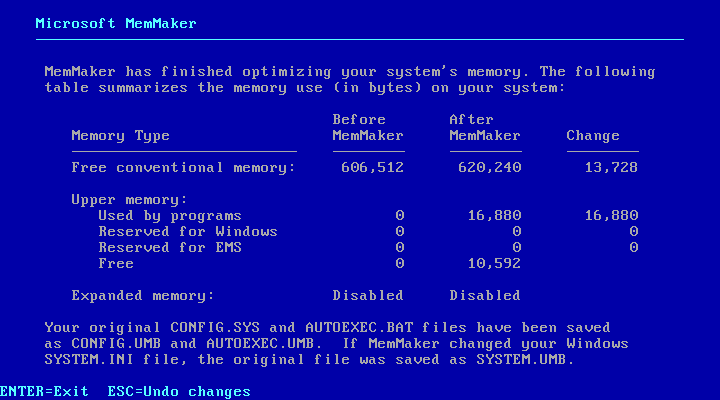 Microsoft MemMaker
MemMaker has finished optimizing your system's memory. The following
table summarizes the memory use (in bytes) on your system:
Before After
Memory Type MemMaker MemMaker Change
Free conventional memory: 606,512 620,240 13,728
Upper memory:
Used by programs 0 16,880 16,880
Reserved for Windows 0 0 0
Reserved for EMS 0 0 0
Free 0 10,592
Expanded memory: Disabled Disabled
Your original CONFIG.SYS and AUTOEXEC.BAT files have been saved
as CONFIG.UMB and AUTOEXEC.UMB. If MemMaker changed your Windows
SYSTEM.INI file, the original file was saved as SYSTEM.UMB.
ENTER=Exit ESC=Undo changes